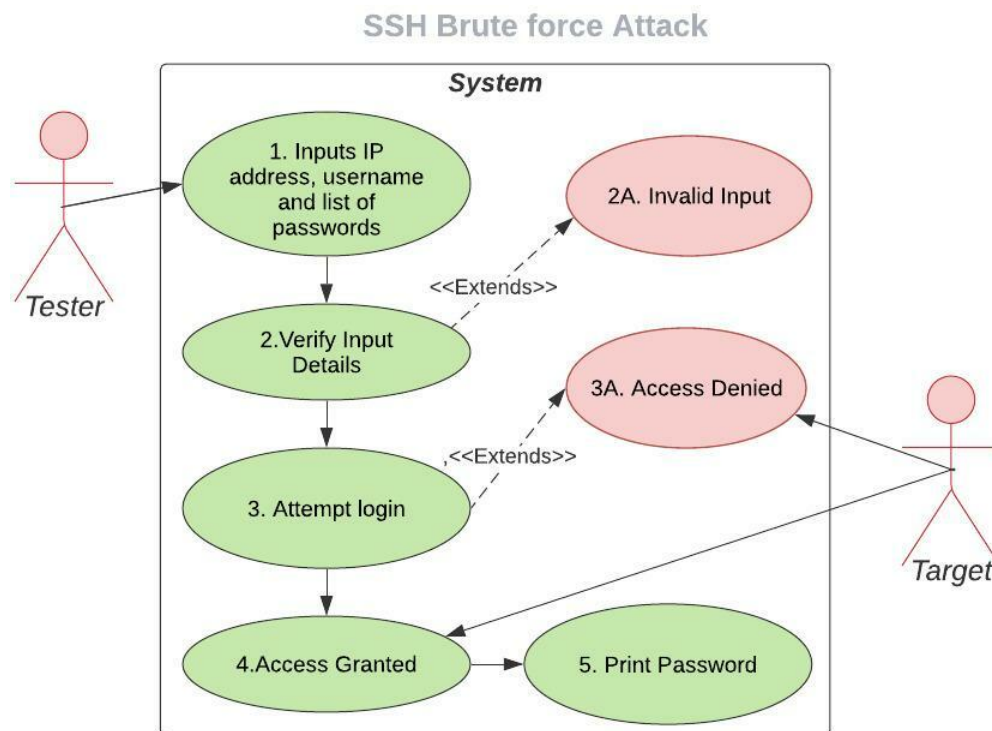 SSH Brute force Attack
System
1. Inputs IP
address, username
and list of
passwords
2A. Invalid Input
<<Extends>>
Tester
2.Verify Input
Details
3A. Access Denied
,<<Extends>>
3. Attempt login
Target
4.Access Granted
5. Print Password